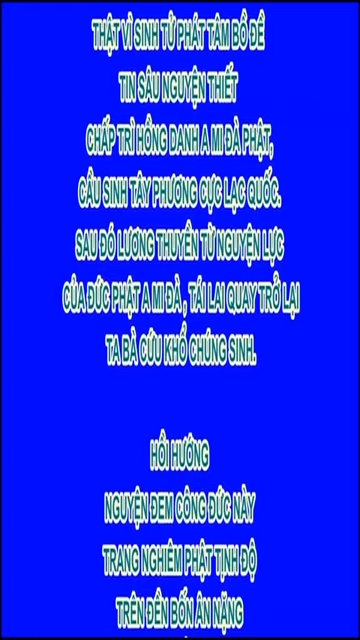 THẬT VÌ SINH TỬ PHÁT TÂM BỒ ĐỀ
TIN SÂU NGUYỆN THIẾT
CHẤP TRÌ HỒNG DANH A MI ĐÀ PHẬT,
CẦU SINH TÂY PHƯƠNG CỰC LẠC QUỐC.
SAU ĐÓ LƯƠNG THUYỀN TỪ NGUYỆN LỰC
CỦA ĐỨC PHẬT A MI ĐÀ , TÁI LAI QUAY TRỞ LẠI
TA BÀ CỨU KHỔ CHÚNG SINH.
HỒI HƯỚNG
NGUYỆN ĐEM CÔNG ĐỨC NÀY
TRANG NGHIÊM PHẬT TỊNH ĐỘ
TRÊN ĐỀN BỐN ÂN NẶNG